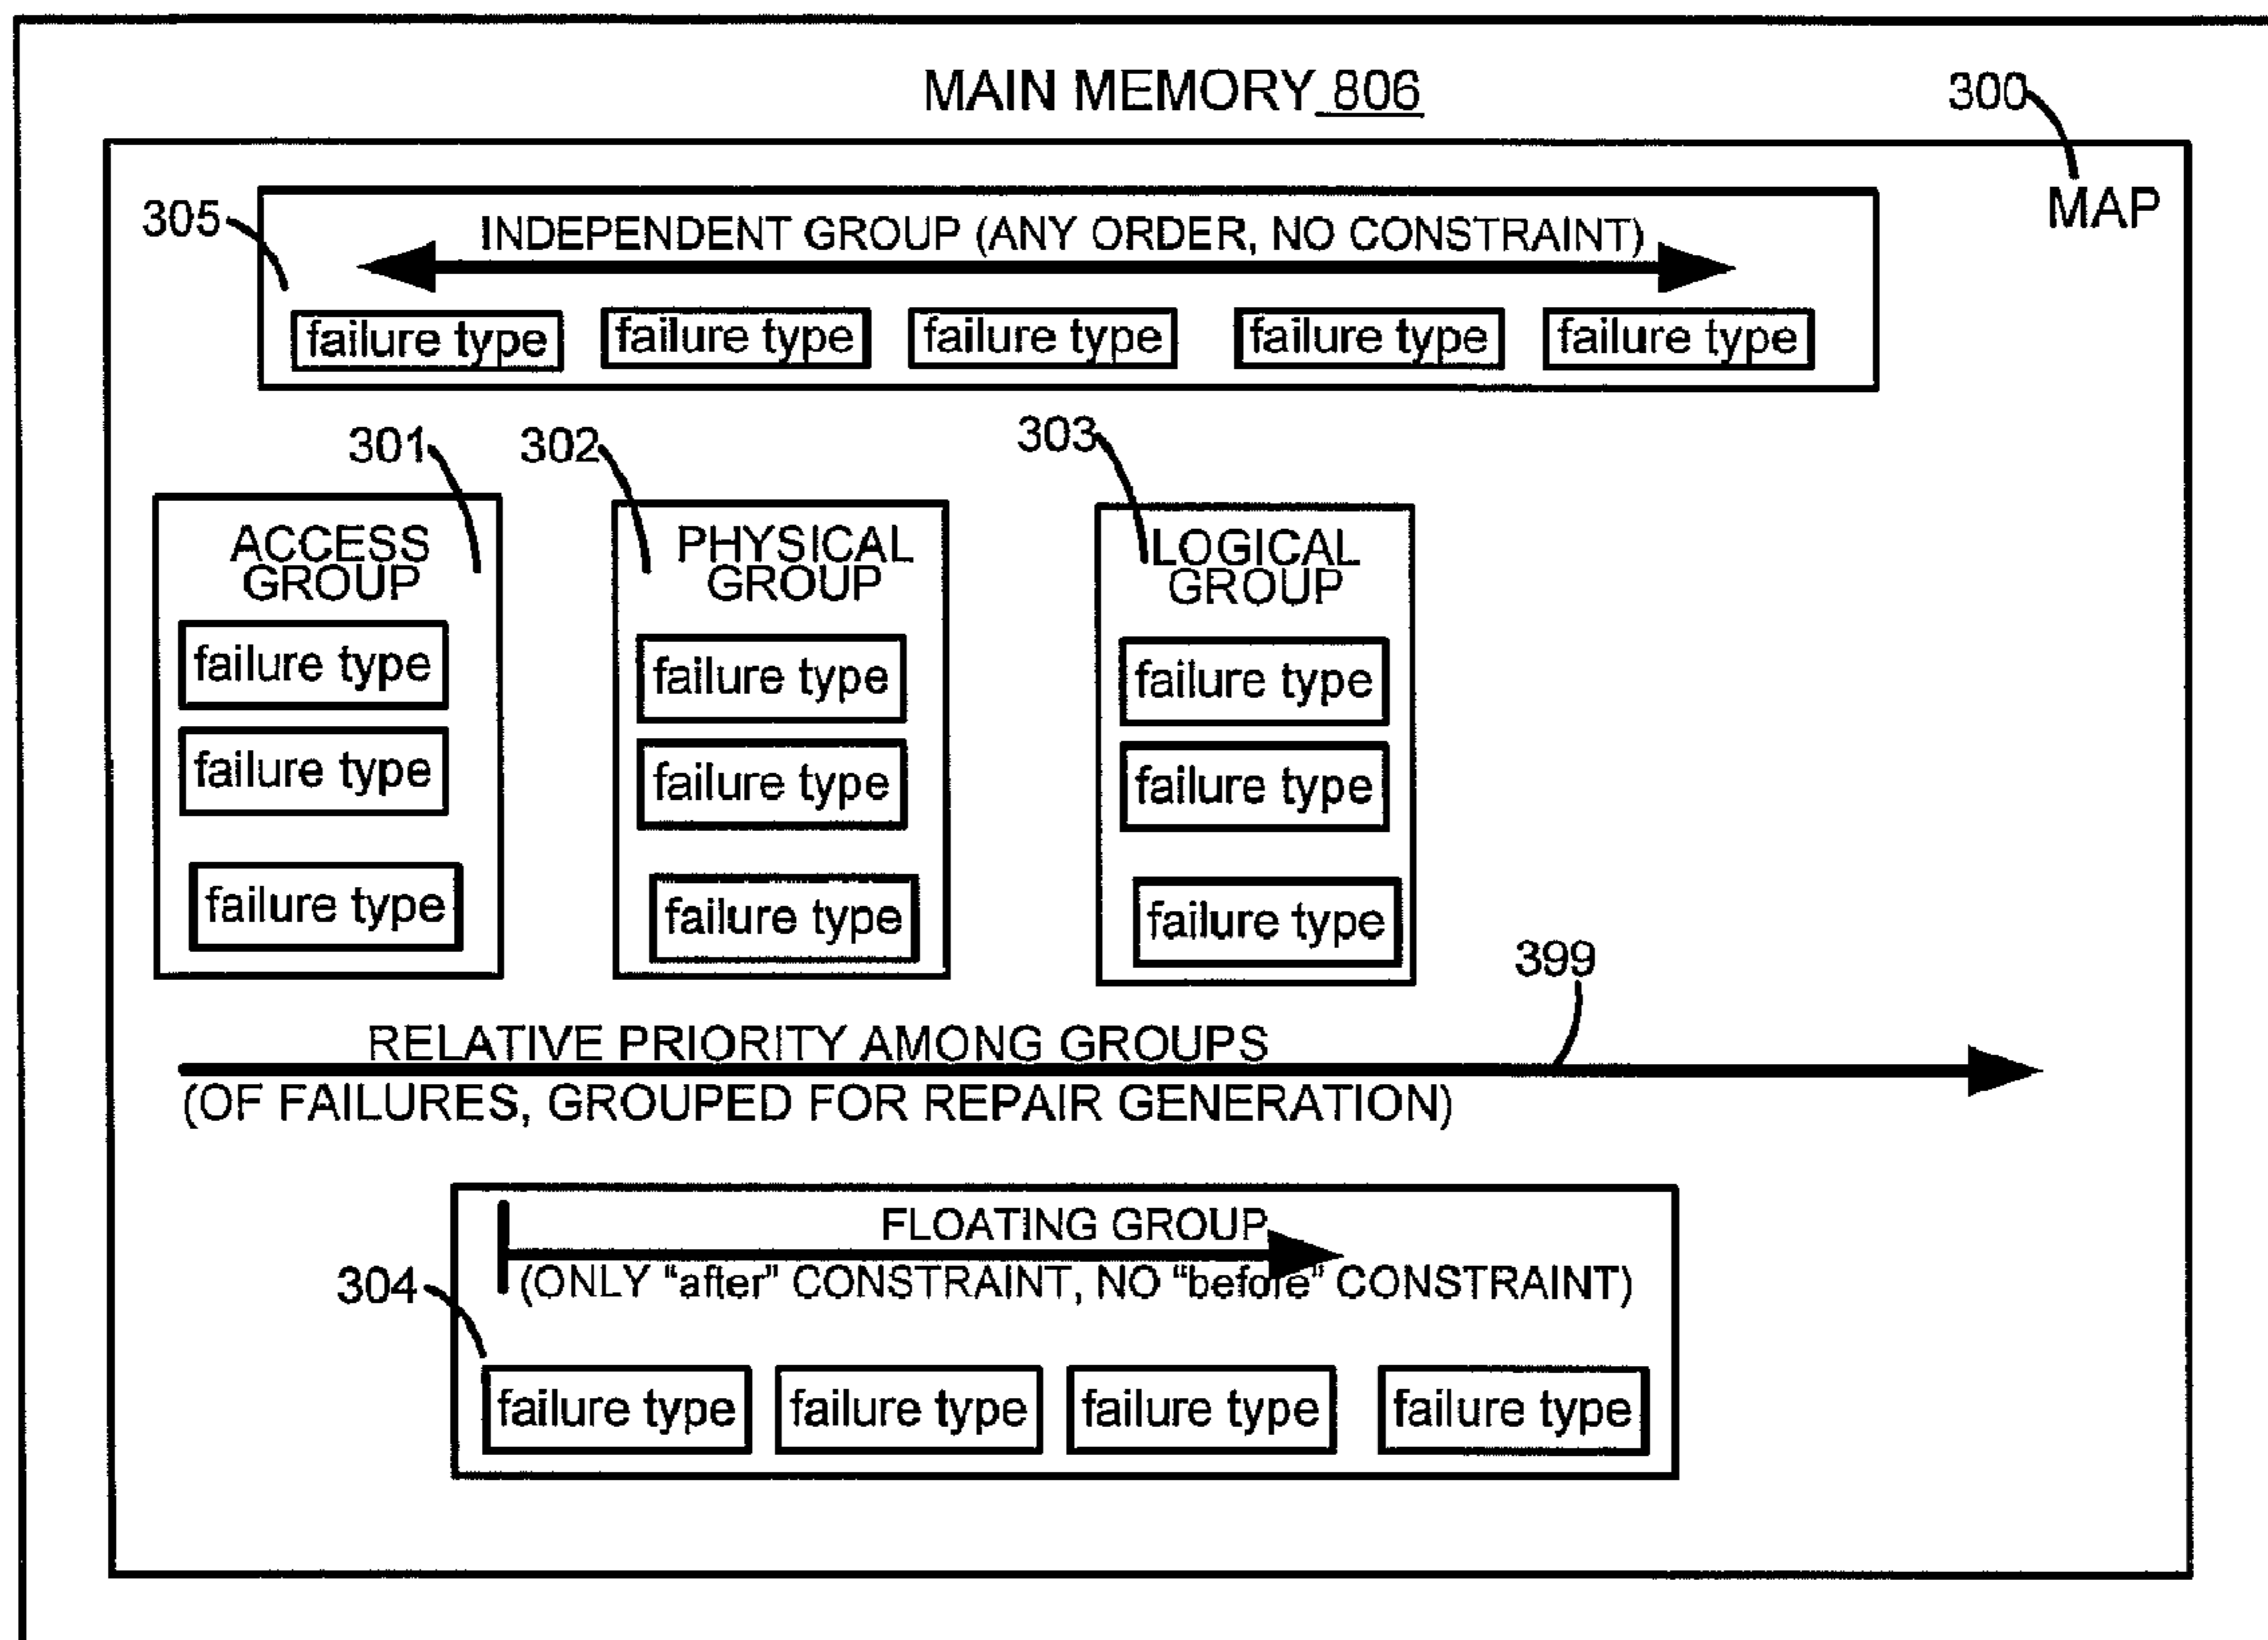 MAIN MEMORY 806
300
MAP
305
INDEPENDENT GROUP (ANY ORDER, NO CONSTRAINT)
failure type failure type failure type failure type failure type
301 302 303
ACCESS
GROUP
failure type
failure type
failure type
PHYSICAL
GROUP
failure type
failure type
failure type
LOGICAL
GROUP
failure type
failure type
failure type
399
RELATIVE PRIORITY AMONG GROUPS
(OF FAILURES, GROUPED FOR REPAIR GENERATION)
FLOATING GROUP
304
(ONLY “after” CONSTRAINT, NO “before” CONSTRAINT)
failure type failure type failure type failure type